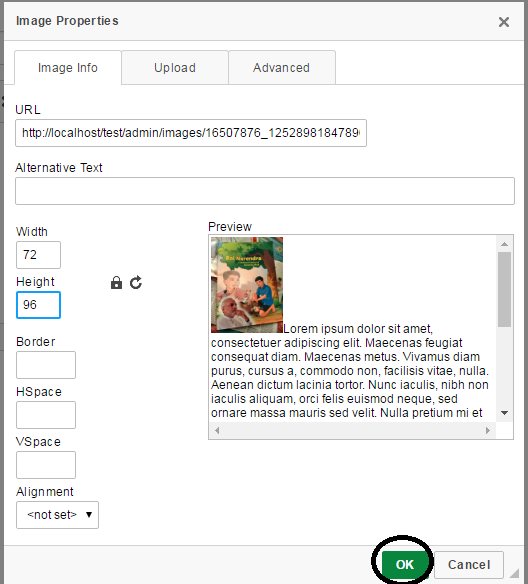 Image Properties
Image Info
Upload
Advanced
URL
http://localhost/test/admin/images/16507876_125289818478
Alternative Text
Width
72
Height
96
Border
HSpace
VSpace
Alignment
<not set>
Preview
Bal Narendra
Lorem ipsum dolor sit amet,
consectetuer adipiscing elit. Maecenas feugiat
consequat diam. Maecenas metus. Vivamus diam
purus, cursus a, commodo non, facilisis vitae, nulla.
Aenean dictum lacinia tortor. Nunc iaculis, nibh non
iaculis aliquam, orci felis euismod neque, sed
ornare massa mauris sed velit. Nulla pretium mi et
OK
Cancel